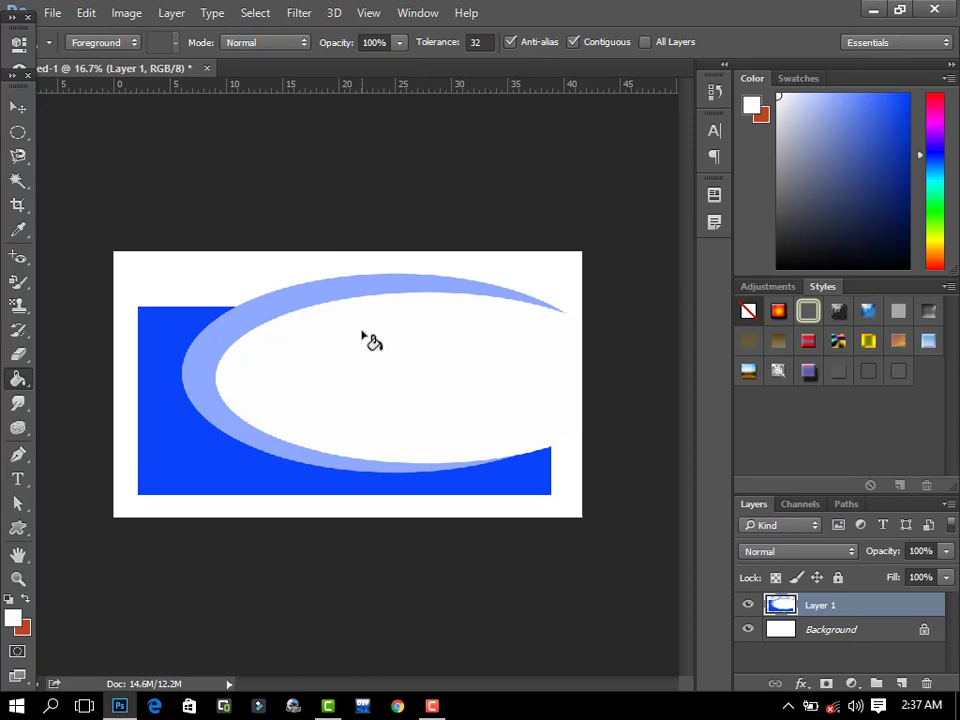 File Edit Image Layer Type Select Filter 3D View Window Help
Foreground Mode: Normal Opacity: 100% Tolerance: 32 Anti-alias Contiguous All Layers Essentials
ed-1 @ 16.7% (Layer 1, RGB/8) * ×
5 0 5 10 15 20 25 30 35 40 45
Color Swatches
Adjustments Styles
Layers Channels Paths
Kind
Normal Opacity: 100%
Lock: Fill: 100%
Layer 1
Background
fx
Doc: 14.6M/12.2M
2:37 AM